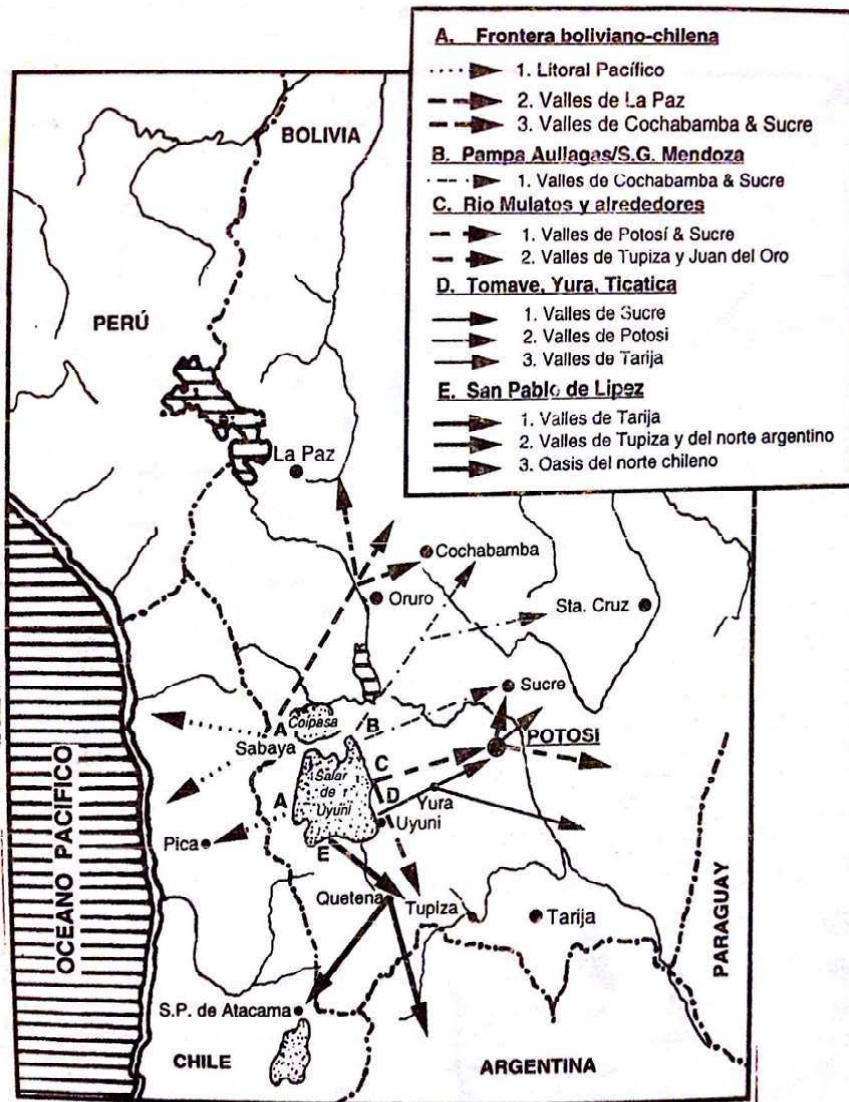 A. Frontera boliviano-chilena
1. Litoral Pacífico
2. Valles de La Paz
3. Valles de Cochabamba & Sucre
B. Pampa Aullagas/S.G. Mendoza
1. Valles de Cochabamba & Sucre
C. Rio Mulatos y alrededores
1. Valles de Potosí & Sucre
2. Valles de Tupiza y Juan del Oro
D. Tomave, Yura, Ticatica
1. Valles de Sucre
2. Valles de Potosi
3. Valles de Tarija
E. San Pablo de Lipez
1. Valles de Tarija
2. Valles de Tupiza y del norte argentino
3. Oasis del norte chileno
BOLIVIA
PERÚ
La Paz
Cochabamba
Oruro
Sta. Cruz
Sucre
A
Coipasa
B
POTOSI
Sabaya
C
Salar
de
Uyuni
D
Yura
A
Uyuni
Pica
E
Quetena
Tupiza
Tarija
OCEANO PACIFICO
PARAGUAY
S.P. de Atacama
CHILE
ARGENTINA